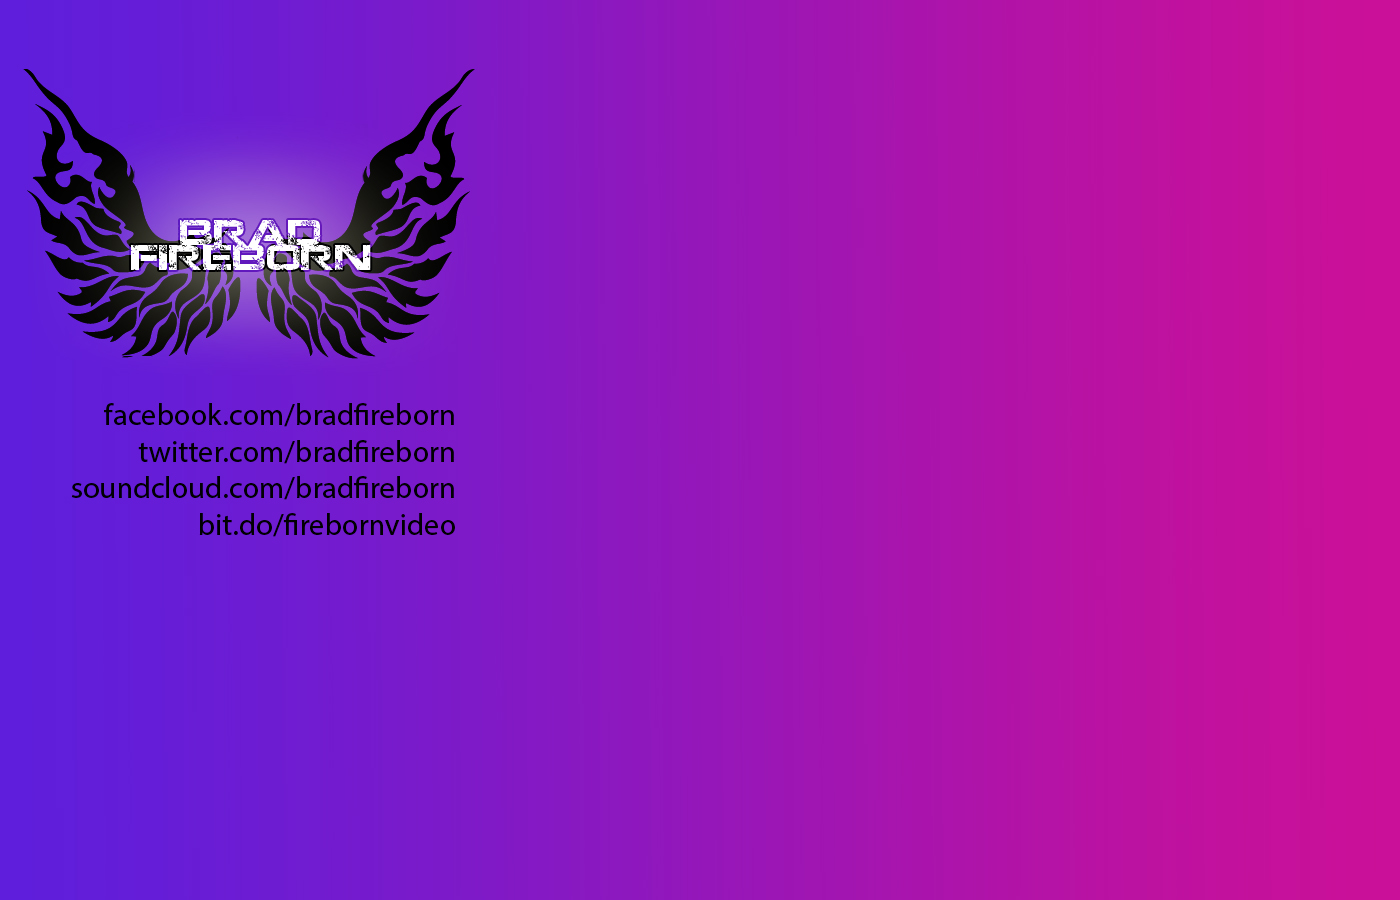 BRAD
FIREBORN
facebook.com/bradfireborn
twitter.com/bradfireborn
soundcloud.com/bradfireborn
bit.do/firebornvideo